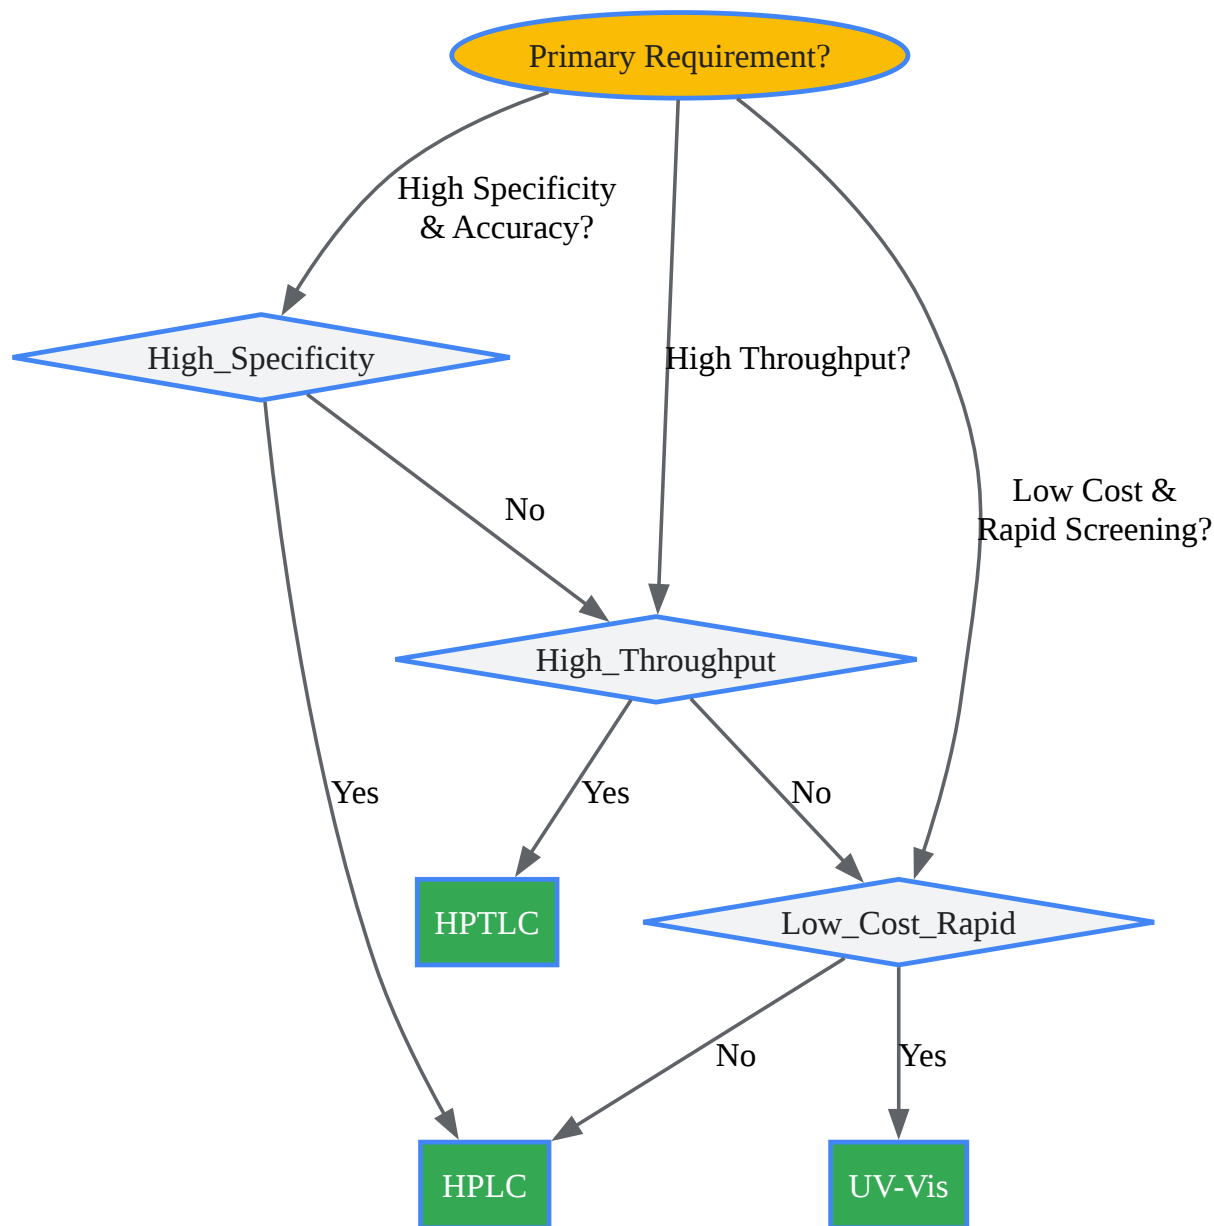 Primary Requirement?
High Specificity
& Accuracy?
High_Specificity
High Throughput?
Low Cost &
Rapid Screening?
No
High_Throughput
Yes
Yes
No
HPTLC
Low_Cost_Rapid
No
Yes
HPLC
UV-Vis